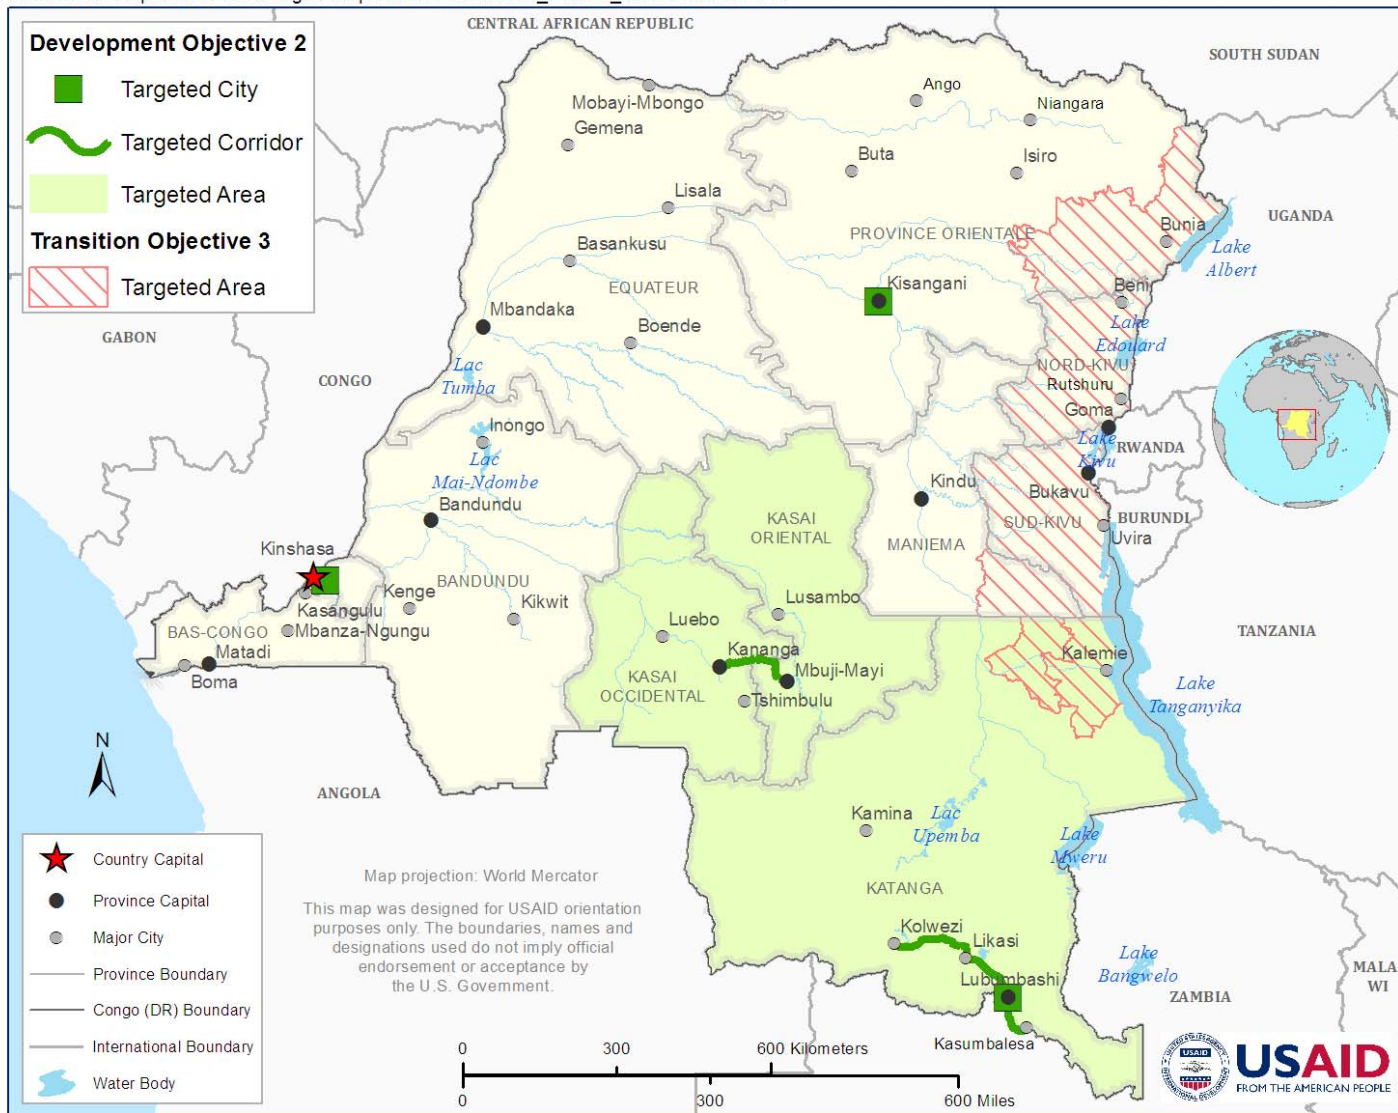 Development Objective 2
Targeted City
Targeted Corridor
Targeted Area
Transition Objective 3
Targeted Area
CENTRAL AFRICAN REPUBLIC
SOUTH SUDAN
Ango
Mobayi-Mbongo
Niangara
Gemena
Buta
Isiro
Lisala
UGANDA
Bunia
PROVINCE ORIENTALE
Basankusu
Lake
Albert
Kisangani
EQUATEUR
Beni
Mbandaka
Boende
Lake
Edouard
GABON
NORD-KIVU
Lac
Tumba
CONGO
Rutshuru
Goma
Inongo
Lake
Kivu
RWANDA
Lac
Mai-Ndombe
Kindu
Bukavu
Bandundu
KASAI
ORIENTAL
SUD-KIVU
BURUNDI
Uvira
MANIEMA
Kinshasa
BANDUNDU
Kenge
Kikwit
Lusambo
Kasangulu
Luebo
BAS-CONGO
Mbanza-Ngungu
TANZANIA
Matadi
Kananga
Kalemie
Mbuji-Mayi
KASAI
OCCIDENTAL
Boma
Tshimbulu
Lake
Tanganyika
N
ANGOLA
Kamina
Lac
Upemba
Lake
Mweru
KATANGA
Kolwezi
Likasi
Lubumbashi
Lake
Bangwelo
MALA
WI
ZAMBIA
Kasumbalesa
Country Capital
Province Capital
Major City
Province Boundary
Congo (DR) Boundary
International Boundary
Water Body
Map projection: World Mercator
This map was designed for USAID orientation
purposes only. The boundaries, names and
designations used do not imply official
endorsement or acceptance by
the U.S. Government.
0 300 600 Kilometers
0 300 600 Miles
USAID
USAID
FROM THE AMERICAN PEOPLE